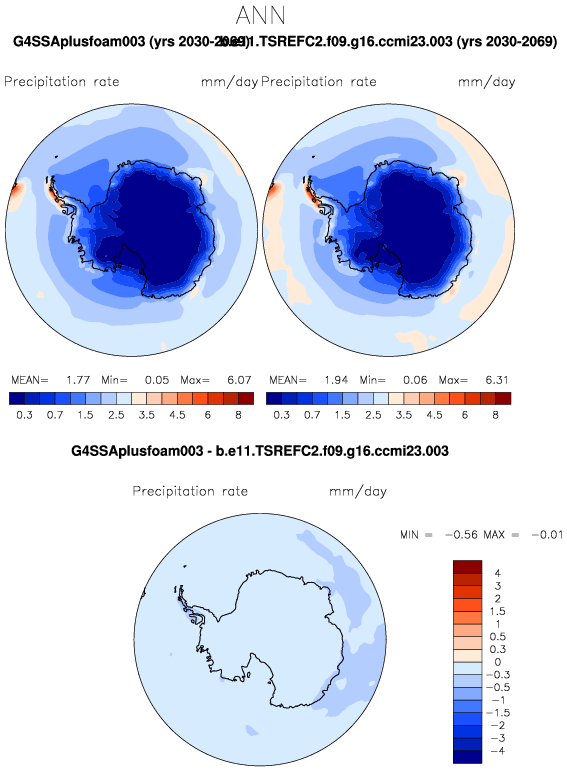 ANN
G4SSAplusfoam003 (yrs 2030-2069) b.e11.TSREFC2.f09.g16.ccmi23.003 (yrs 2030-2069)
Precipitation rate mm/day Precipitation rate mm/day
MEAN= 1.77 Min= 0.05 Max= 6.07 MEAN= 1.94 Min= 0.06 Max= 6.31
0.3 0.7 1.5 2.5 3.5 4.5 6 8 0.3 0.7 1.5 2.5 3.5 4.5 6 8
G4SSAplusfoam003 - b.e11.TSREFC2.f09.g16.ccmi23.003
Precipitation rate mm/day
MIN = -0.56 MAX = -0.01
4
3
2
1.5
1
0.5
0.3
0
-0.3
-0.5
-1
-1.5
-2
-3
-4